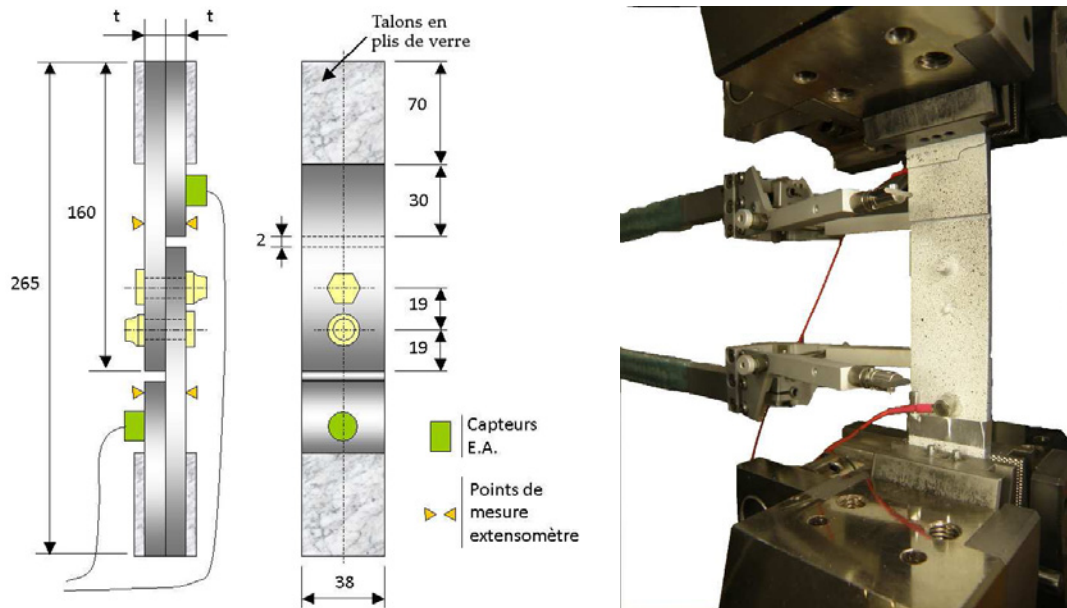 t
t
Talons en
plis de verre
70
30
160
2
265
19
19
Capteurs
E.A.
Points de
mesure
extensomètre
38